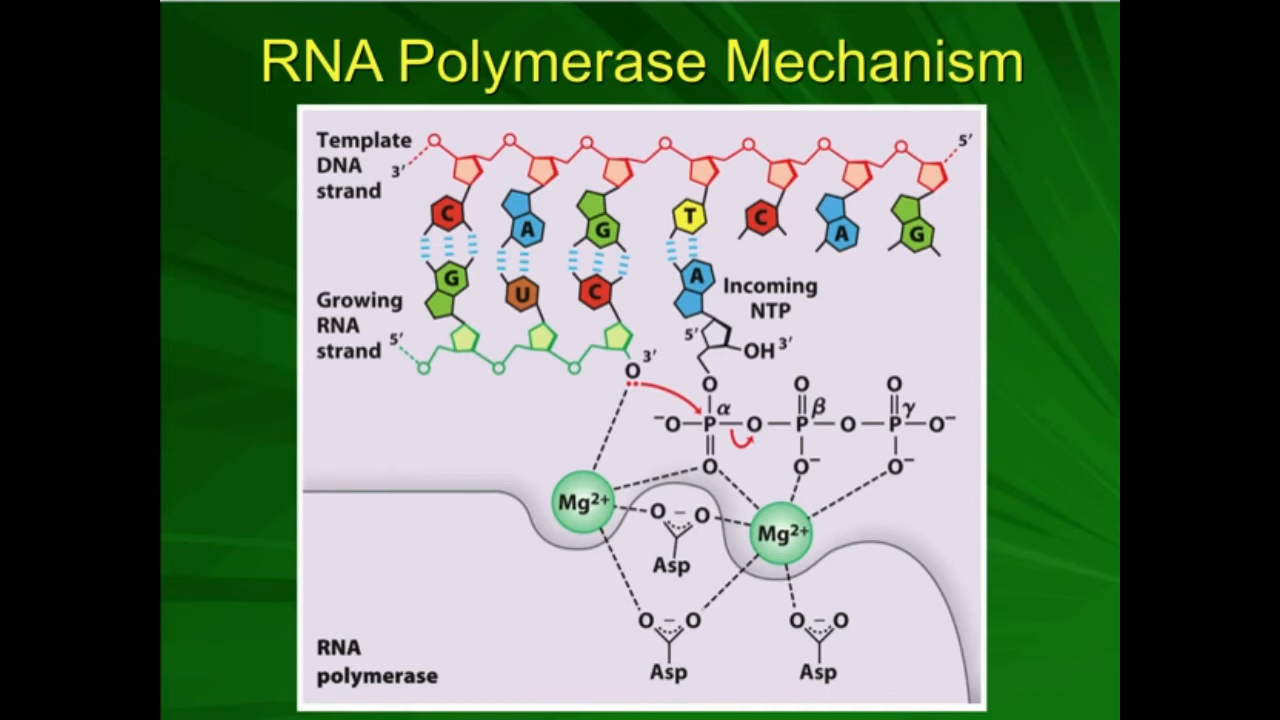 RNA Polymerase Mechanism
Template
DNA
strand
3′
5′
C A G T C A G
G U C A
Incoming
NTP
Growing
RNA
strand
5′
3′
5′
OH 3′
O
O O O
α β γ
⁻O P O P O P O⁻
O O⁻ O⁻
Mg²⁺
Mg²⁺
O − O
Asp
O − O
O − O
Asp
Asp
RNA
polymerase